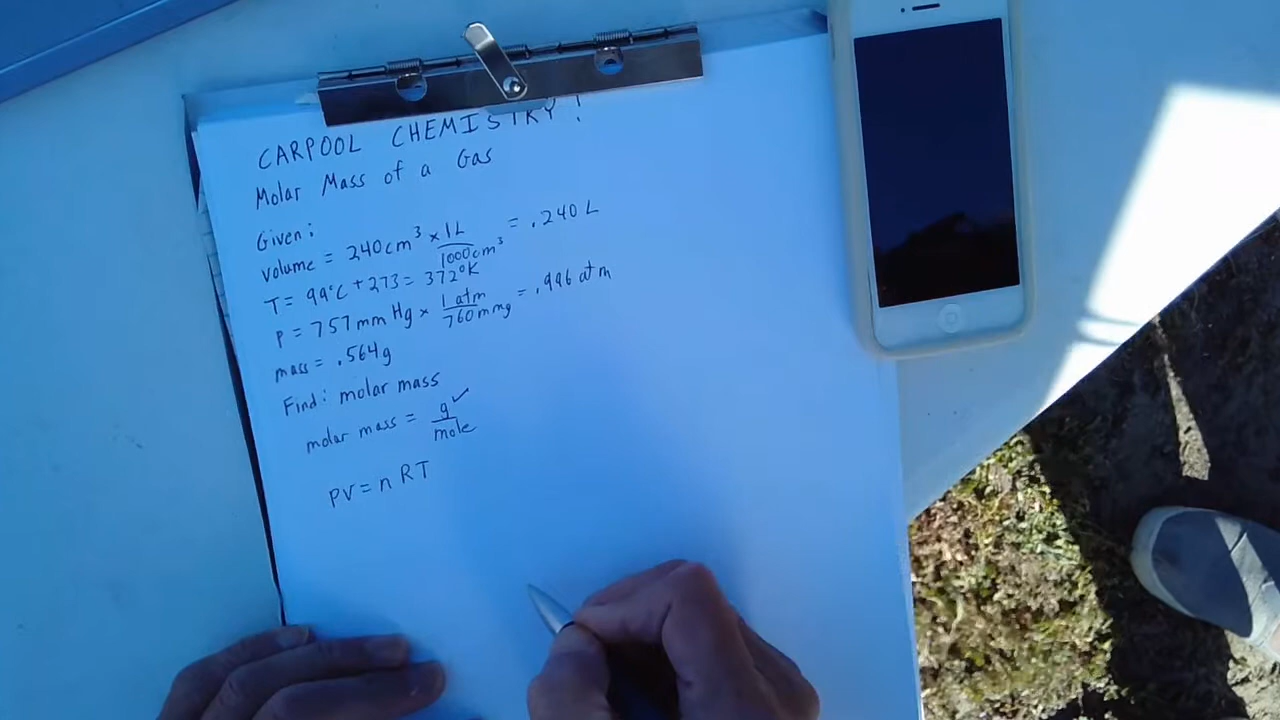 CARPOOL CHEMISTRY!
Molar Mass of a Gas
Given:
volume = 240cm³ × 1L/1000cm³ = .240 L
T = 99°C + 273 = 372°K
P = 757 mm Hg × 1 atm/760 mmg = .996 atm
mass = .564g
Find: molar mass
molar mass = g✓/mole
PV = nRT